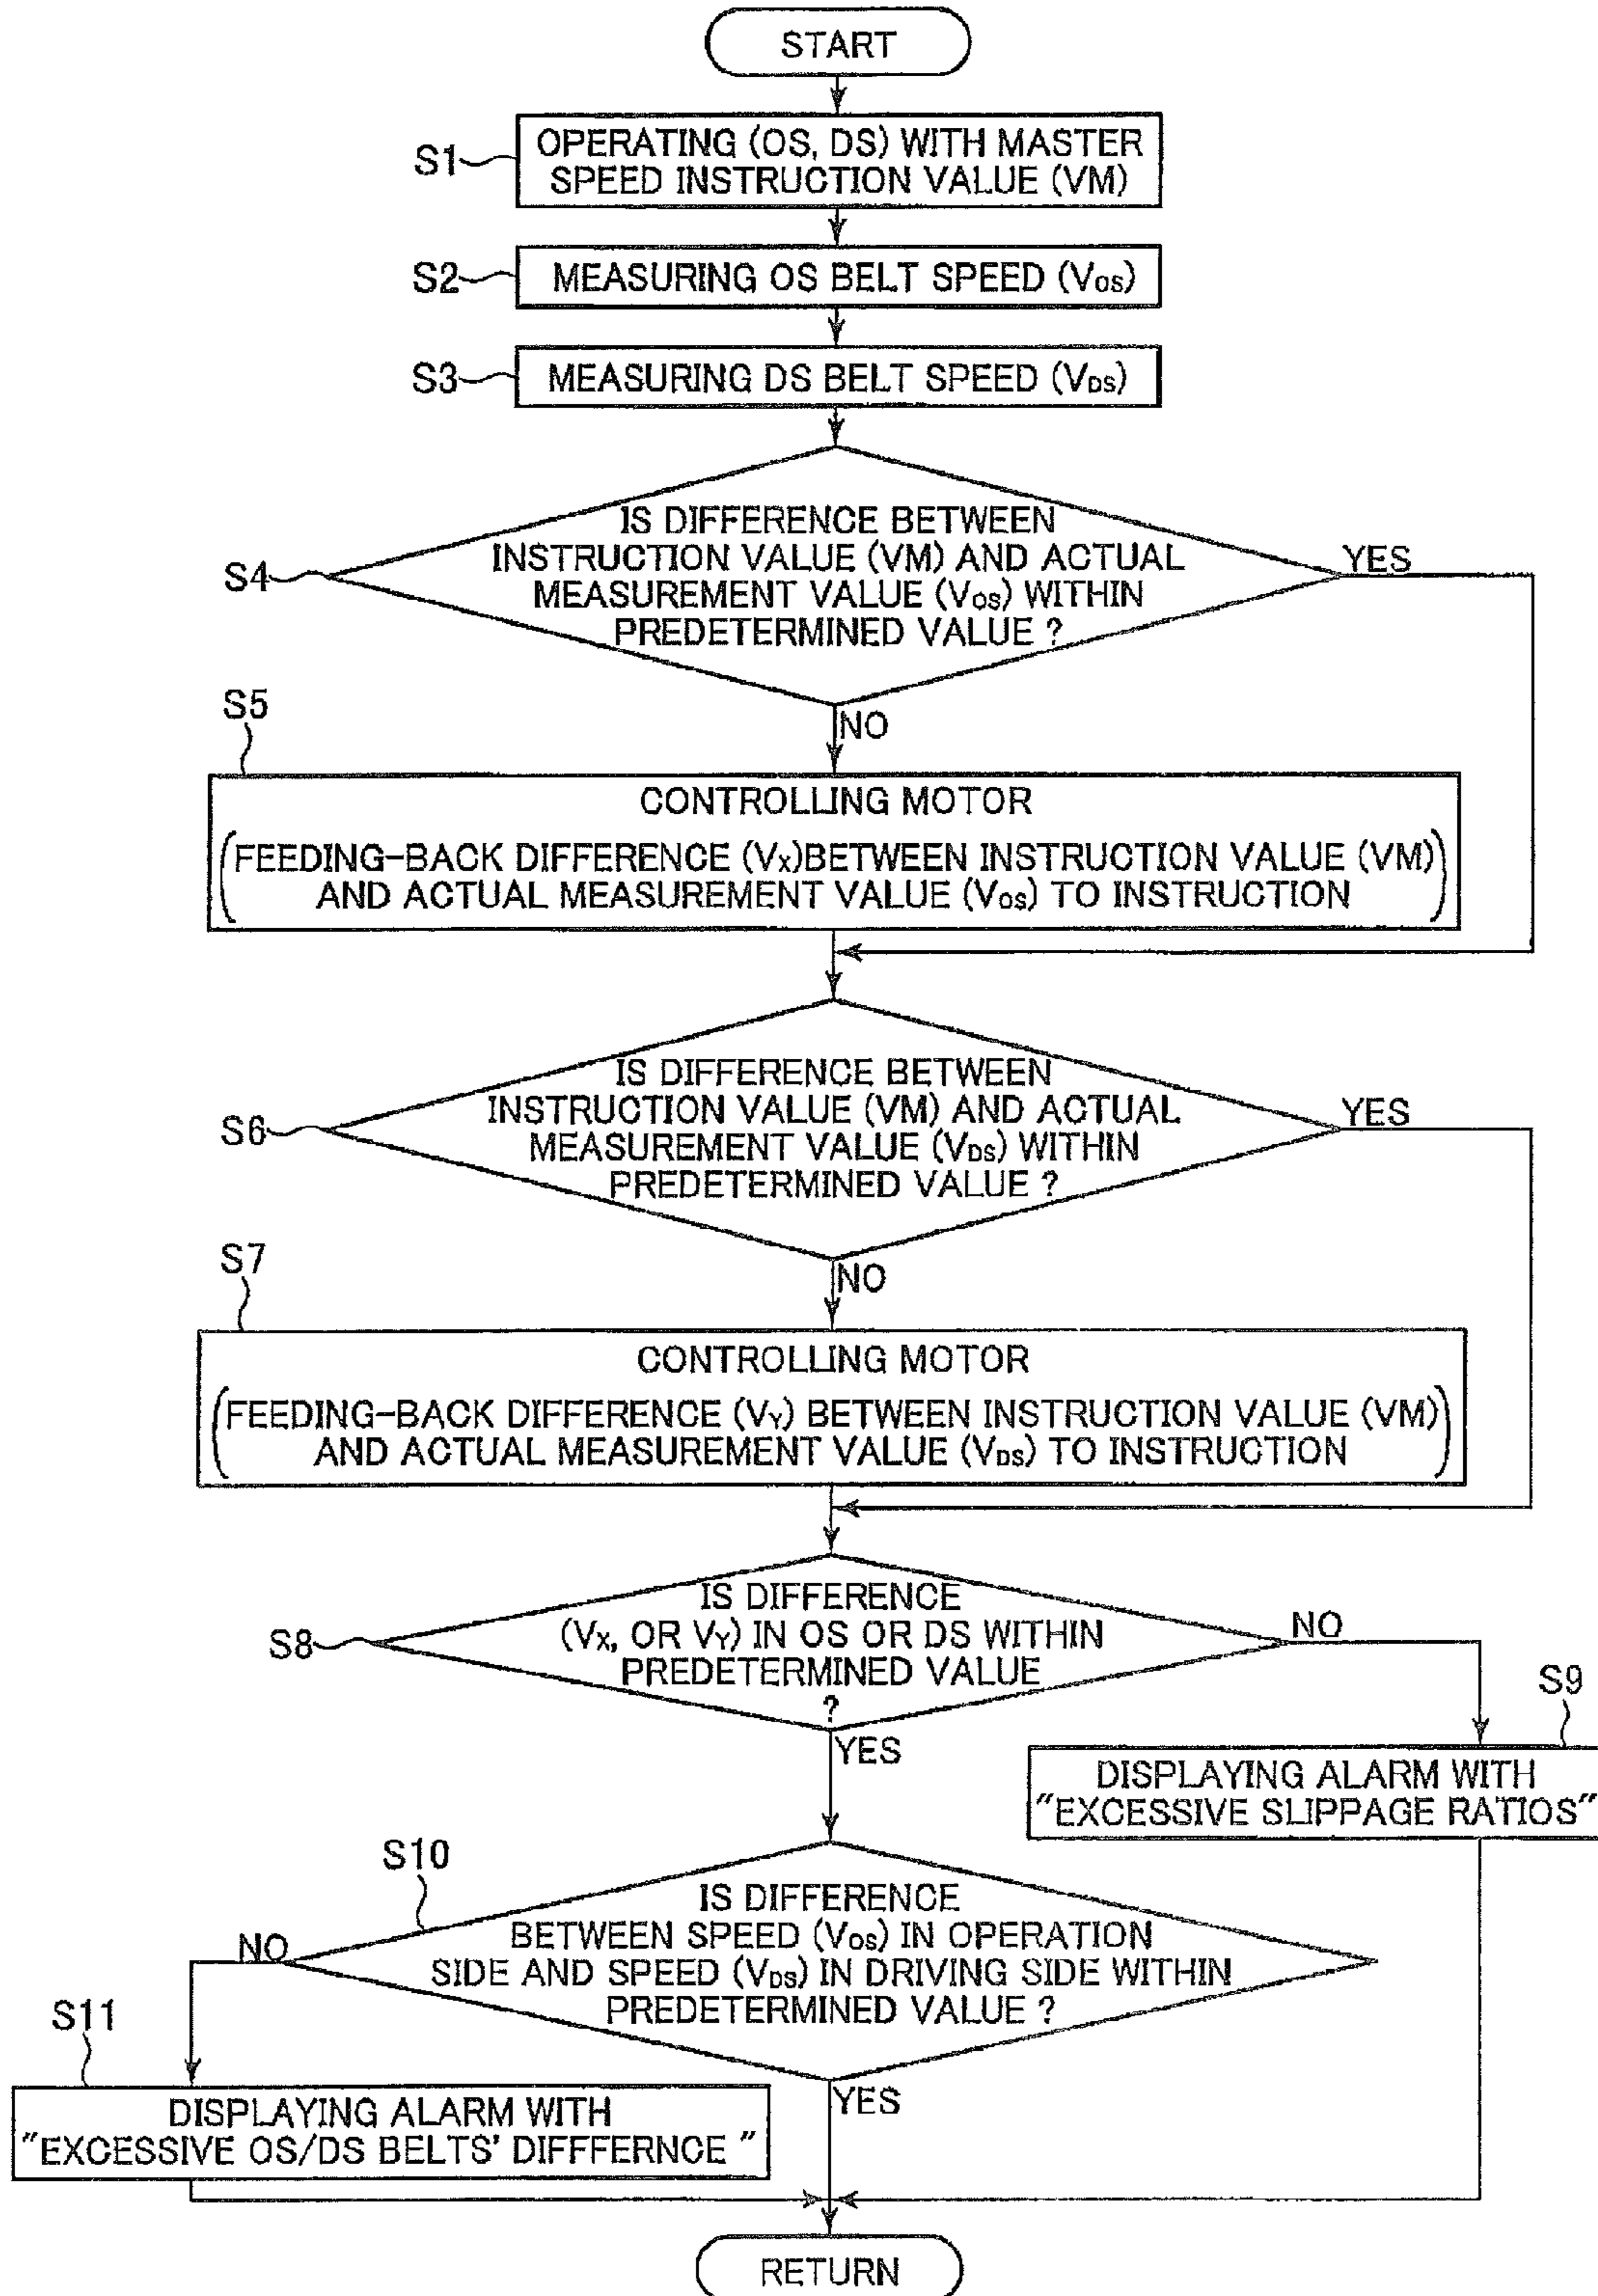 START
S1
OPERATING (OS, DS) WITH MASTER
SPEED INSTRUCTION VALUE (VM)
S2
MEASURING OS BELT SPEED (VOS)
S3
MEASURING DS BELT SPEED (VDS)
S4
IS DIFFERENCE BETWEEN
INSTRUCTION VALUE (VM) AND ACTUAL
MEASUREMENT VALUE (VOS) WITHIN
PREDETERMINED VALUE ?
YES
NO
S5
CONTROLLING MOTOR
(FEEDING-BACK DIFFERENCE (VX)BETWEEN INSTRUCTION VALUE (VM)
AND ACTUAL MEASUREMENT VALUE (VOS) TO INSTRUCTION)
S6
IS DIFFERENCE BETWEEN
INSTRUCTION VALUE (VM) AND ACTUAL
MEASUREMENT VALUE (VDS) WITHIN
PREDETERMINED VALUE ?
YES
NO
S7
CONTROLLING MOTOR
(FEEDING-BACK DIFFERENCE (VY) BETWEEN INSTRUCTION VALUE (VM)
AND ACTUAL MEASUREMENT VALUE (VDS) TO INSTRUCTION)
S8
IS DIFFERENCE
(VX, OR VY) IN OS OR DS WITHIN
PREDETERMINED VALUE
?
NO
YES
S9
DISPLAYING ALARM WITH
"EXCESSIVE SLIPPAGE RATIOS"
S10
IS DIFFERENCE
BETWEEN SPEED (VOS) IN OPERATION
SIDE AND SPEED (VDS) IN DRIVING SIDE WITHIN
PREDETERMINED VALUE ?
NO
YES
S11
DISPLAYING ALARM WITH
"EXCESSIVE OS/DS BELTS' DIFFFERNCE "
RETURN